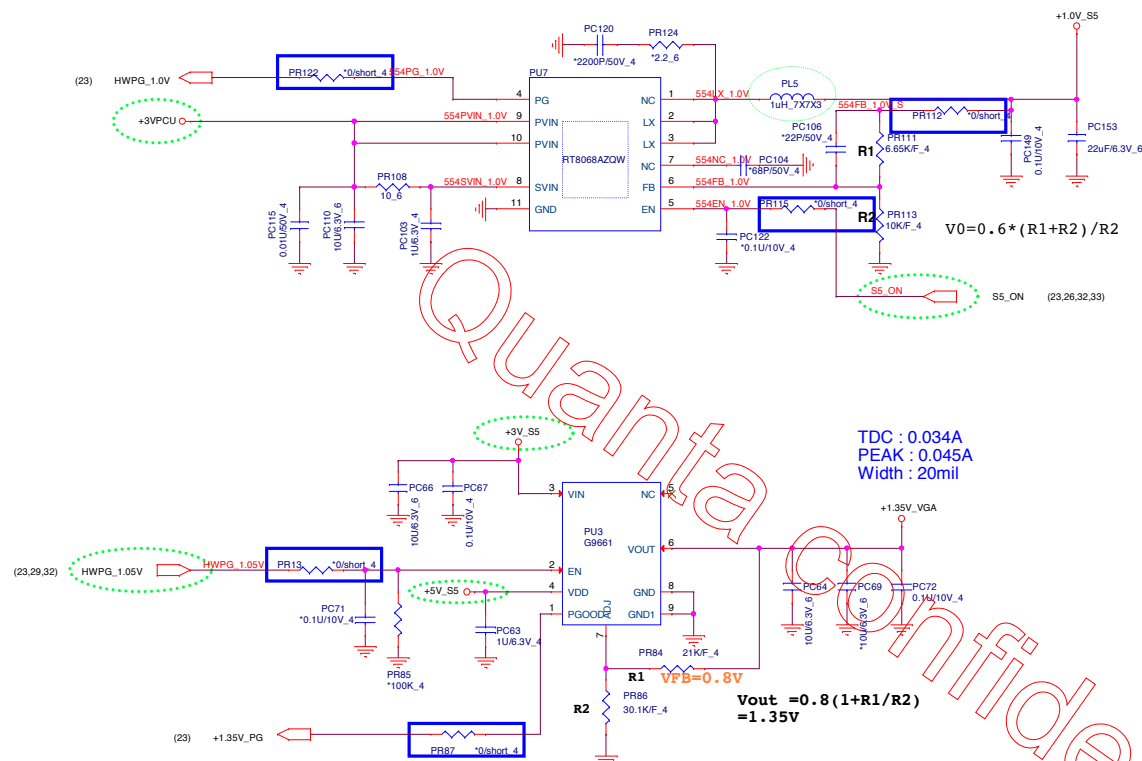 +1.0V_S5
PC120
*2200P/50V_4
PR124
*2.2_6
(23)
HWPG_1.0V
PR122
*0/short_4
554PG_1.0V
PU7
4
PG
NC
1
554LX_1.0V
PL5
1uH_7X7X3
554FB_1.0V_S
PR112
*0/short_4
+3VPCU
554PVIN_1.0V
9
PVIN
LX
2
10
PVIN
LX
3
RT8068AZQW
NC
7
554NC_1.0V
PC104
*68P/50V_4
PC106
*22P/50V_4
R1
PR111
6.65K/F_4
PC149
0.1U/10V_4
PC153
22uF/6.3V_6
PR108
10_6
554SVIN_1.0V
8
SVIN
FB
6
554FB_1.0V
11
GND
EN
5
554EN_1.0V
PR115
*0/short_4
R2
PR113
10K/F_4
PC115
0.01U/50V_4
PC110
10U/6.3V_6
PC103
1U/6.3V_4
PC122
*0.1U/10V_4
V0=0.6*(R1+R2)/R2
S5_ON
S5_ON
(23,26,32,33)
Quanta Confide
+3V_S5
TDC : 0.034A
PEAK : 0.045A
Width : 20mil
PC66
10U/6.3V_6
PC67
0.1U/10V_4
3
VIN
NC
5
PU3
G9661
+1.35V_VGA
VOUT
6
(23,29,32)
HWPG_1.05V
HWPG_1.05V
PR13
*0/short_4
2
EN
+5V_S5
4
VDD
GND
8
1
PGOOD
ADJ
GND1
9
7
PC64
10U/6.3V_6
PC69
*10U/6.3V_6
PC72
0.1U/10V_4
PC71
*0.1U/10V_4
PC63
1U/6.3V_4
PR85
*100K_4
PR84
21K/F_4
R1
VFB=0.8V
R2
PR86
30.1K/F_4
Vout =0.8(1+R1/R2)
=1.35V
(23)
+1.35V_PG
PR87
*0/short_4